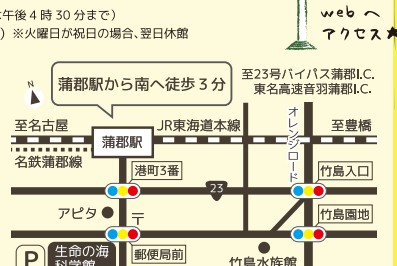 午後4時30分まで）
）※火曜日が祝日の場合、翌日休館
webへ
アクセス★
N
蒲郡駅から南へ徒歩3分
至23号バイパス蒲郡I.C.
東名高速音羽蒲郡I.C.
至名古屋
蒲郡駅
JR東海道本線
オレンジロード
至豊橋
名鉄蒲郡線
港町3番
23
竹島入口
アピタ
〒
竹島園地
P
生命の海
科学館
郵便局前
竹島水族館